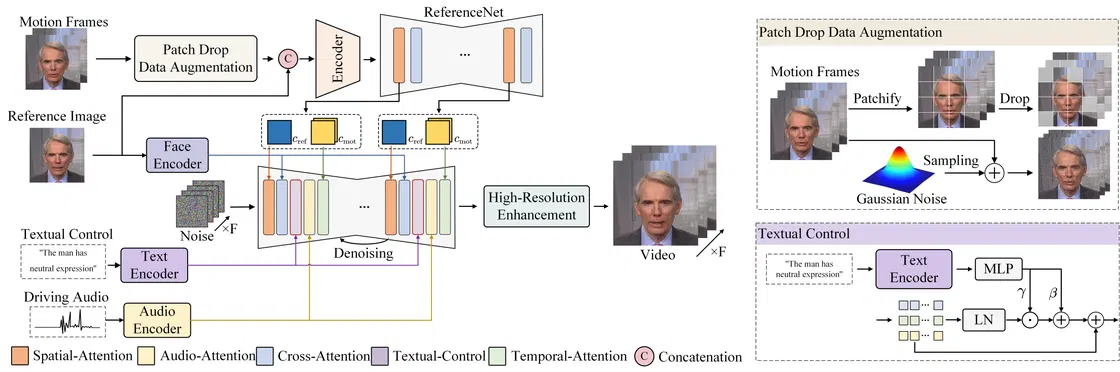 Motion Frames
Patch Drop
Data Augmentation
C
Encoder
ReferenceNet
...
Reference Image
Face
Encoder
c_ref
c_mot
c_ref
c_mot
Noise
×F
...
Denoising
High-Resolution
Enhancement
Video
×F
Textual Control
"The man has
neutral expression"
Text
Encoder
Driving Audio
Audio
Encoder
Spatial-Attention
Audio-Attention
Cross-Attention
Textual-Control
Temporal-Attention
C
Concatenation
Patch Drop Data Augmentation
Motion Frames
Patchify
Drop
Sampling
+
Gaussian Noise
Textual Control
"The man has
neutral expression"
Text
Encoder
MLP
γ
β
...
...
...
LN
·
+
+